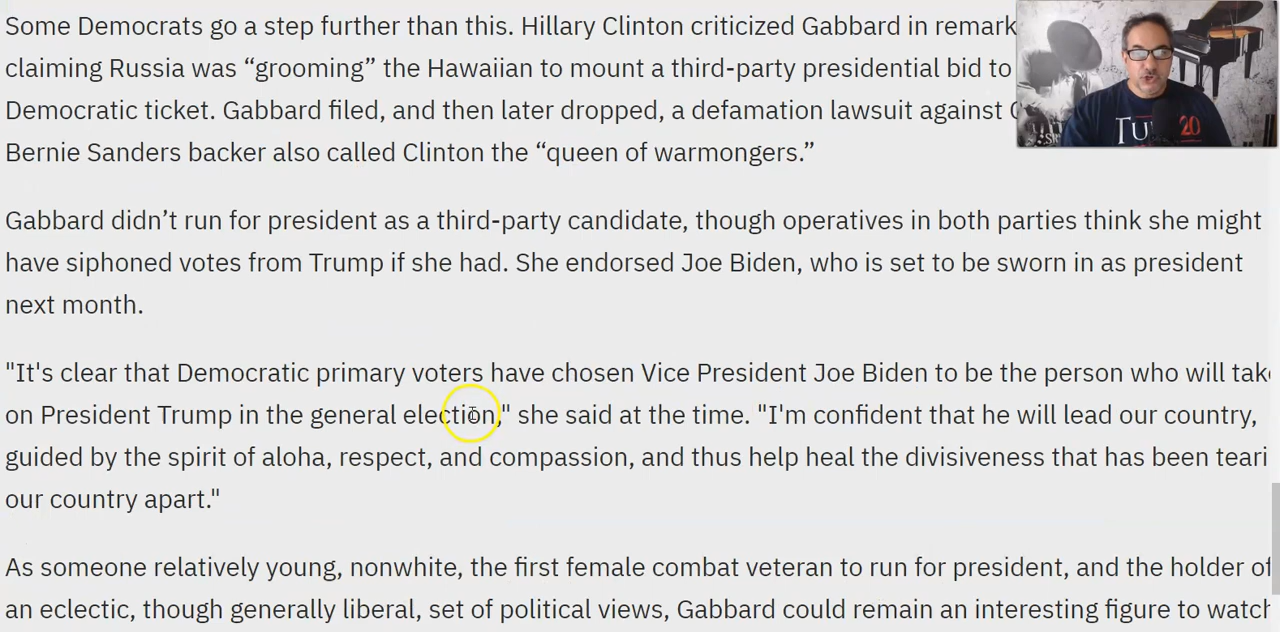 Some Democrats go a step further than this. Hillary Clinton criticized Gabbard in remark
claiming Russia was “grooming” the Hawaiian to mount a third-party presidential bid to
Democratic ticket. Gabbard filed, and then later dropped, a defamation lawsuit against
Bernie Sanders backer also called Clinton the “queen of warmongers.”
Gabbard didn’t run for president as a third-party candidate, though operatives in both parties think she might
have siphoned votes from Trump if she had. She endorsed Joe Biden, who is set to be sworn in as president
next month.
"It's clear that Democratic primary voters have chosen Vice President Joe Biden to be the person who will take
on President Trump in the general election," she said at the time. "I'm confident that he will lead our country,
guided by the spirit of aloha, respect, and compassion, and thus help heal the divisiveness that has been teari
our country apart."
As someone relatively young, nonwhite, the first female combat veteran to run for president, and the holder of
an eclectic, though generally liberal, set of political views, Gabbard could remain an interesting figure to watch
TU 20